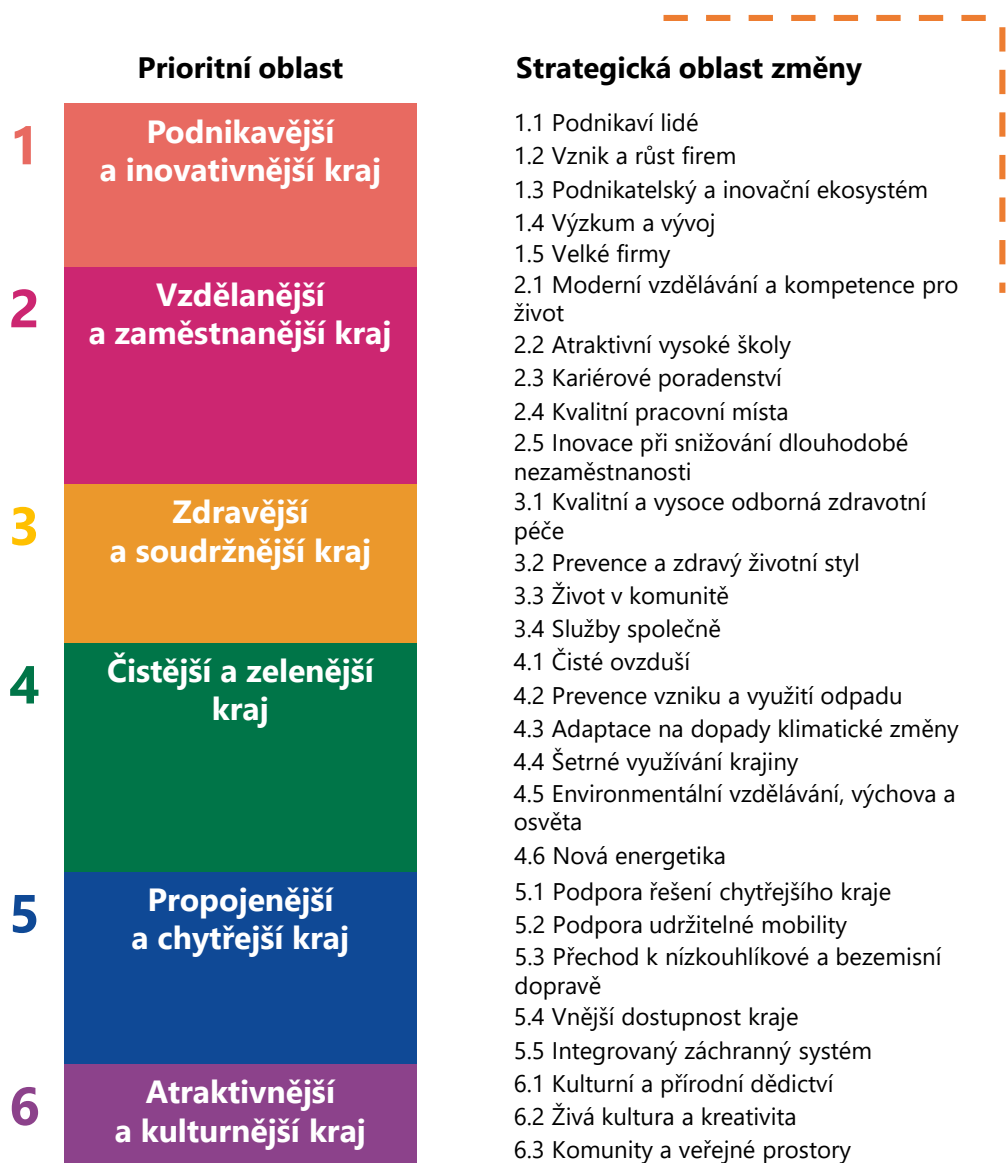 Prioritní oblast
Strategická oblast změny
1
Podnikavější
a inovativnější kraj
1.1 Podnikaví lidé
1.2 Vznik a růst firem
1.3 Podnikatelský a inovační ekosystém
1.4 Výzkum a vývoj
1.5 Velké firmy
2
Vzdělanější
a zaměstnanější kraj
2.1 Moderní vzdělávání a kompetence pro
život
2.2 Atraktivní vysoké školy
2.3 Kariérové poradenství
2.4 Kvalitní pracovní místa
2.5 Inovace při snižování dlouhodobé
nezaměstnanosti
3
Zdravější
a soudržnější kraj
3.1 Kvalitní a vysoce odborná zdravotní
péče
3.2 Prevence a zdravý životní styl
3.3 Život v komunitě
3.4 Služby společně
4
Čistější a zelenější
kraj
4.1 Čisté ovzduší
4.2 Prevence vzniku a využití odpadu
4.3 Adaptace na dopady klimatické změny
4.4 Šetrné využívání krajiny
4.5 Environmentální vzdělávání, výchova a
osvěta
4.6 Nová energetika
5
Propojenější
a chytřejší kraj
5.1 Podpora řešení chytřejšího kraje
5.2 Podpora udržitelné mobility
5.3 Přechod k nízkouhlíkové a bezemisní
dopravě
5.4 Vnější dostupnost kraje
5.5 Integrovaný záchranný systém
6
Atraktivnější
a kulturnější kraj
6.1 Kulturní a přírodní dědictví
6.2 Živá kultura a kreativita
6.3 Komunity a veřejné prostory